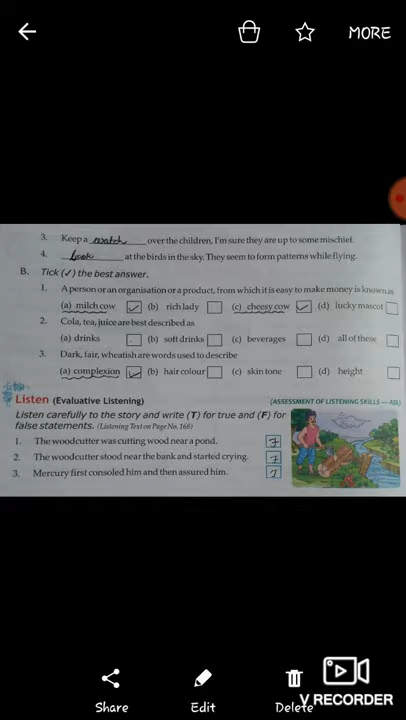 MORE
3. Keep a watch over the children, I'm sure they are up to some mischief.
4. Look at the birds in the sky. They seem to form patterns while flying.
B. Tick (✓) the best answer.
1. A person or an organisation or a product, from which it is easy to make money is known as
(a) milch cow ✓ (b) rich lady (c) cheesy cow ✓ (d) lucky mascot
2. Cola, tea, juice are best described as
(a) drinks (b) soft drinks (c) beverages (d) all of these
3. Dark, fair, wheatish are words used to describe
(a) complexion ✓ (b) hair colour (c) skin tone (d) height
Listen (Evaluative Listening) (ASSESSMENT OF LISTENING SKILLS — ASL)
Listen carefully to the story and write (T) for true and (F) for
false statements. (Listening Text on Page No. 168)
1. The woodcutter was cutting wood near a pond.
2. The woodcutter stood near the bank and started crying.
3. Mercury first consoled him and then assured him.
Share Edit Delete
V RECORDER